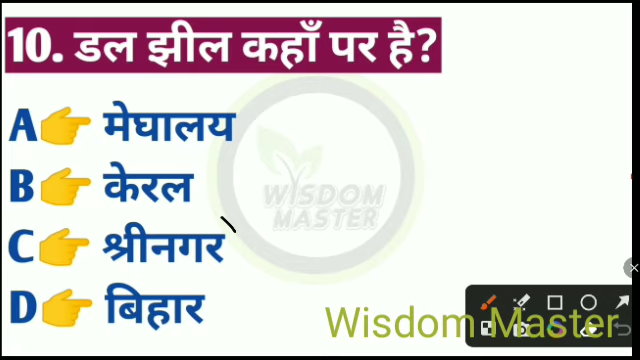 10. डल झील कहाँ पर है?
A👉 मेघालय
B👉 केरल
C👉 श्रीनगर
D👉 बिहार
WISDOM
MASTER
Wisdom Master